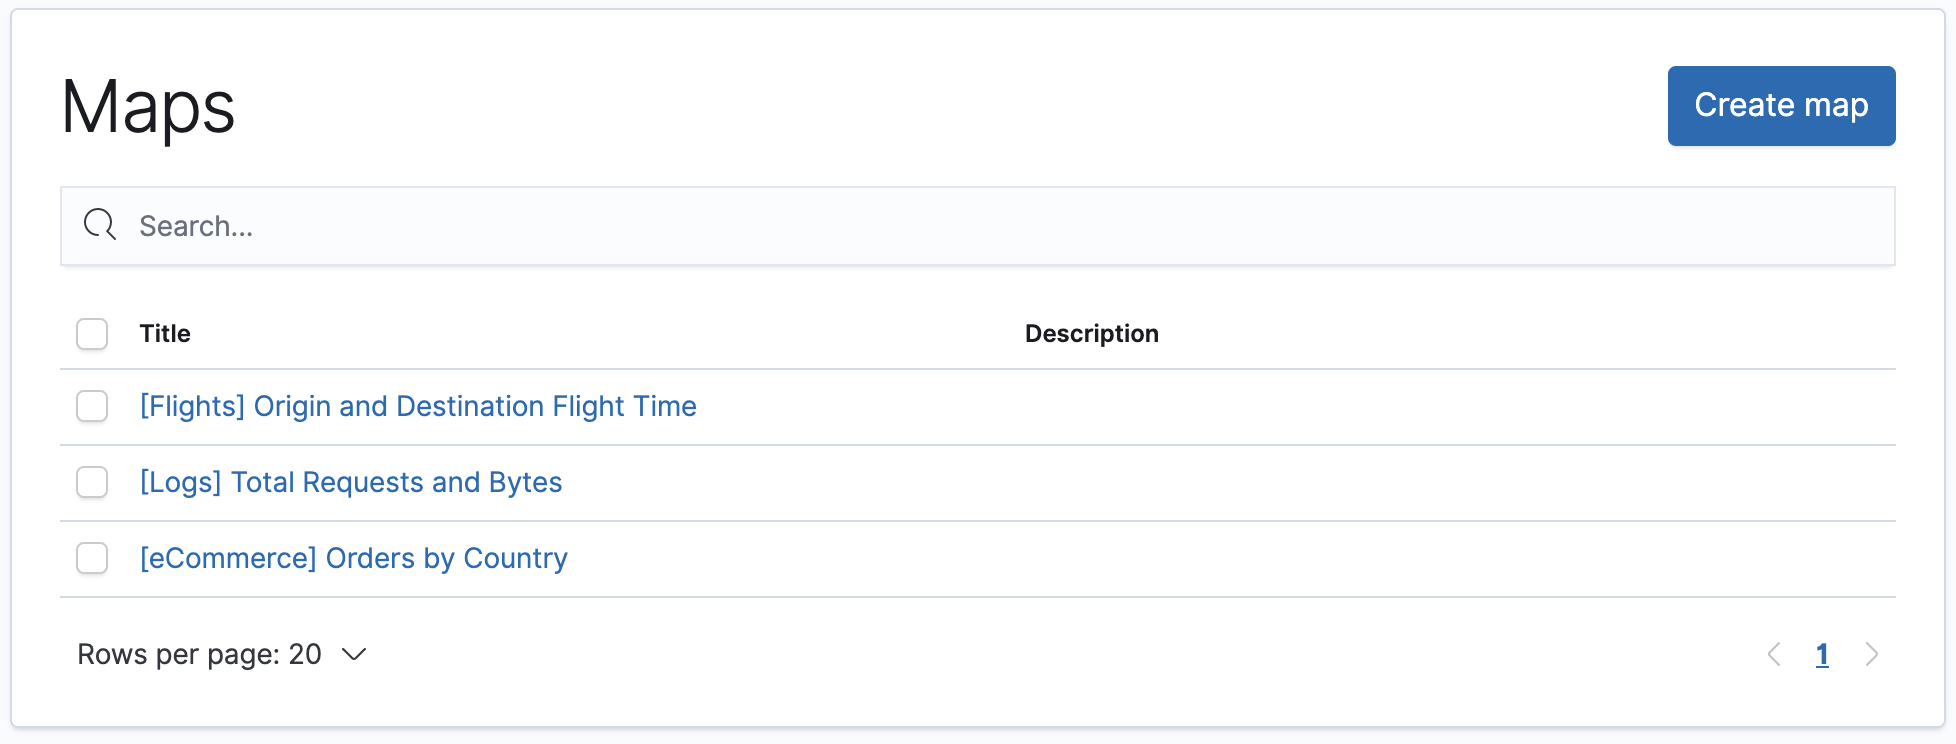 Maps
Create map
Search...
Title Description
[Flights] Origin and Destination Flight Time
[Logs] Total Requests and Bytes
[eCommerce] Orders by Country
Rows per page: 20
1